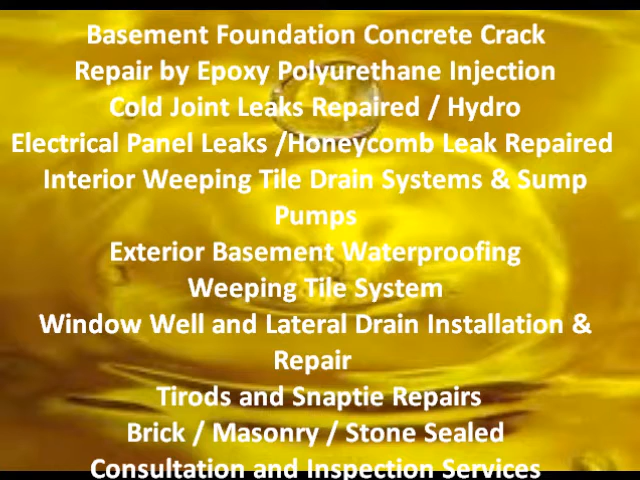 Basement Foundation Concrete Crack
Repair by Epoxy Polyurethane Injection
Cold Joint Leaks Repaired / Hydro
Electrical Panel Leaks /Honeycomb Leak Repaired
Interior Weeping Tile Drain Systems & Sump
Pumps
Exterior Basement Waterproofing
Weeping Tile System
Window Well and Lateral Drain Installation &
Repair
Tirods and Snaptie Repairs
Brick / Masonry / Stone Sealed
Consultation and Inspection Services